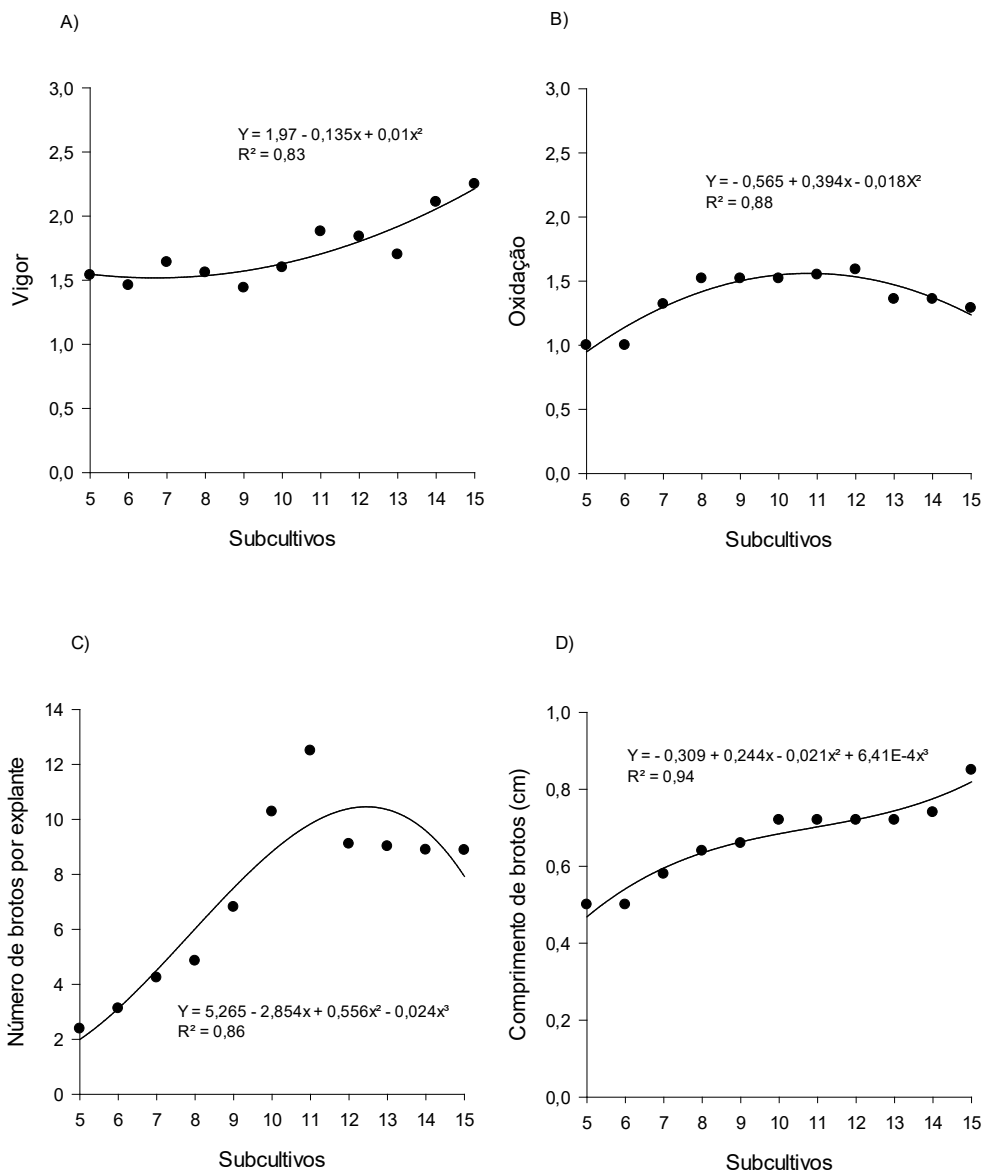 A)
3,0
2,5
2,0
1,5
1,0
0,5
0,0
Vigor
Y = 1,97 - 0,135x + 0,01x²
R² = 0,83
5 6 7 8 9 10 11 12 13 14 15
Subcultivos
B)
3,0
2,5
2,0
1,5
1,0
0,5
0,0
Oxidação
Y = - 0,565 + 0,394x - 0,018X²
R² = 0,88
5 6 7 8 9 10 11 12 13 14 15
Subcultivos
C)
14
12
10
8
6
4
2
0
Número de brotos por explante
Y = 5,265 - 2,854x + 0,556x² - 0,024x³
R² = 0,86
5 6 7 8 9 10 11 12 13 14 15
Subcultivos
D)
1,0
0,8
0,6
0,4
0,2
0,0
Comprimento de brotos (cm)
Y = - 0,309 + 0,244x - 0,021x² + 6,41E-4x³
R² = 0,94
5 6 7 8 9 10 11 12 13 14 15
Subcultivos